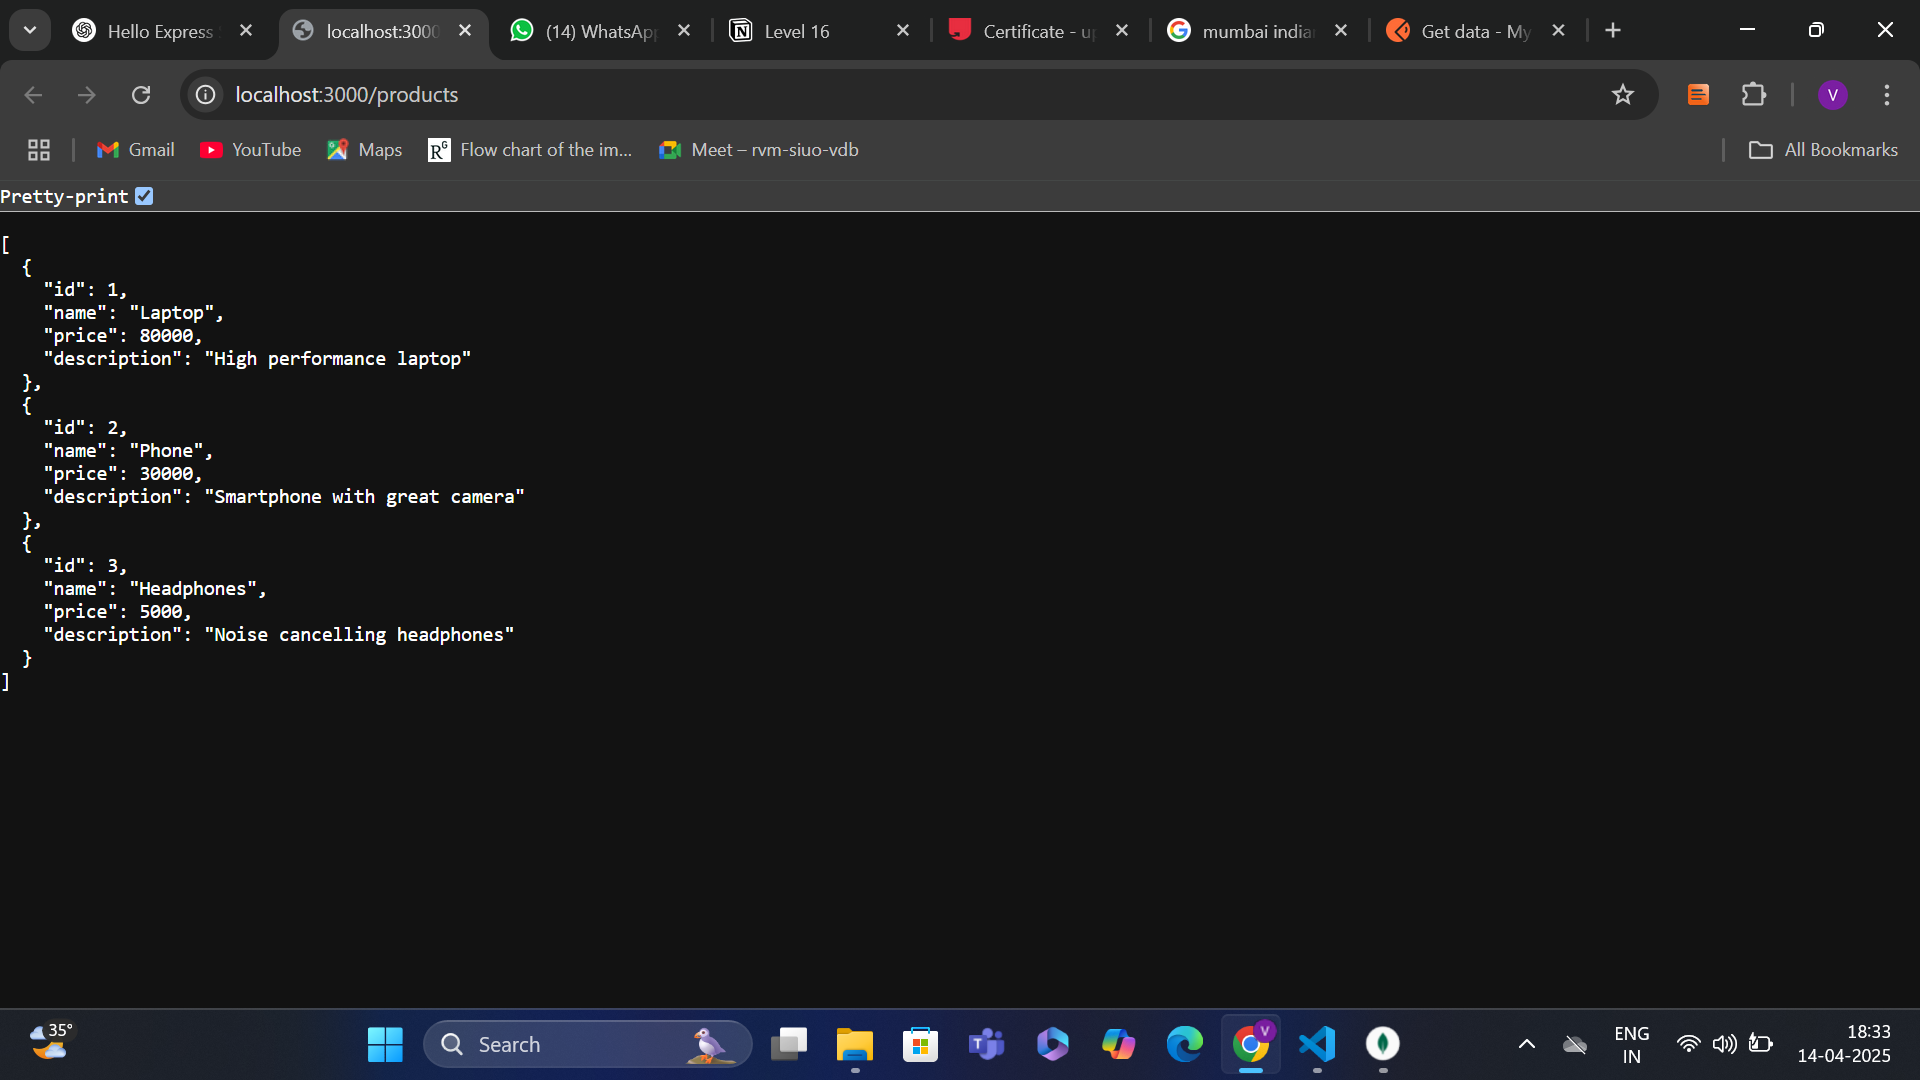 Hello Express
localhost:3000
(14) WhatsApp
Level 16
Certificate - u
mumbai india
Get data - My
localhost:3000/products
V
Gmail
YouTube
Maps
RG Flow chart of the im...
Meet – rvm-siuo-vdb
All Bookmarks
Pretty-print
[
  {
    "id": 1,
    "name": "Laptop",
    "price": 80000,
    "description": "High performance laptop"
  },
  {
    "id": 2,
    "name": "Phone",
    "price": 30000,
    "description": "Smartphone with great camera"
  },
  {
    "id": 3,
    "name": "Headphones",
    "price": 5000,
    "description": "Noise cancelling headphones"
  }
]
35°
Search
V
ENG
IN
18:33
14-04-2025